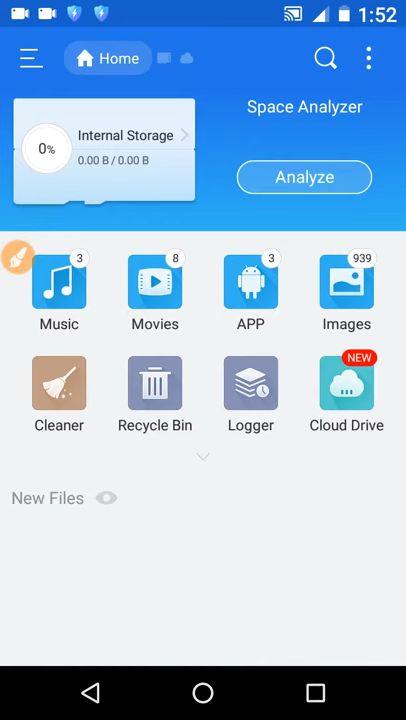 1:52
Home
Space Analyzer
Internal Storage
0%
0.00 B / 0.00 B
Analyze
3
8
3
939
Music
Movies
APP
Images
NEW
Cleaner
Recycle Bin
Logger
Cloud Drive
New Files